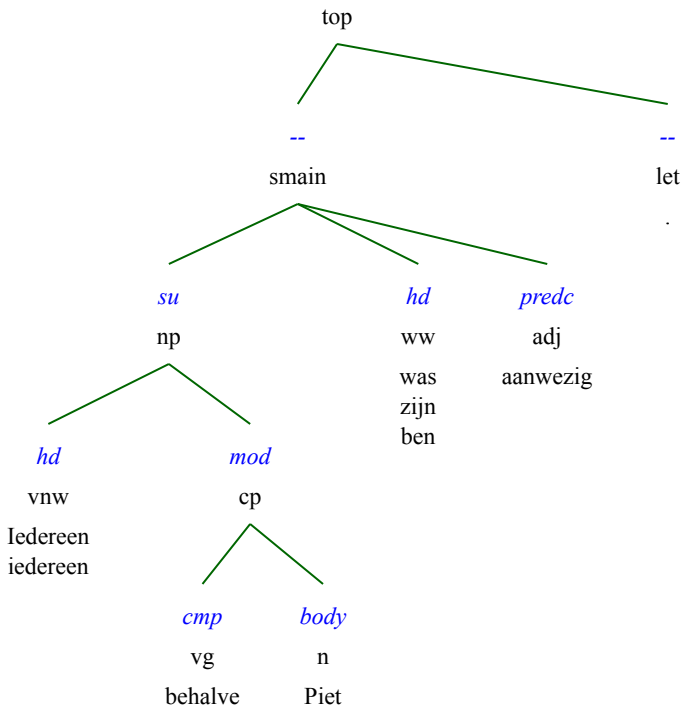 top
-- --
smain let
.
su hd predc
np ww adj
was aanwezig
zijn
ben
hd mod
vnw cp
Iedereen
iedereen
cmp body
vg n
behalve Piet